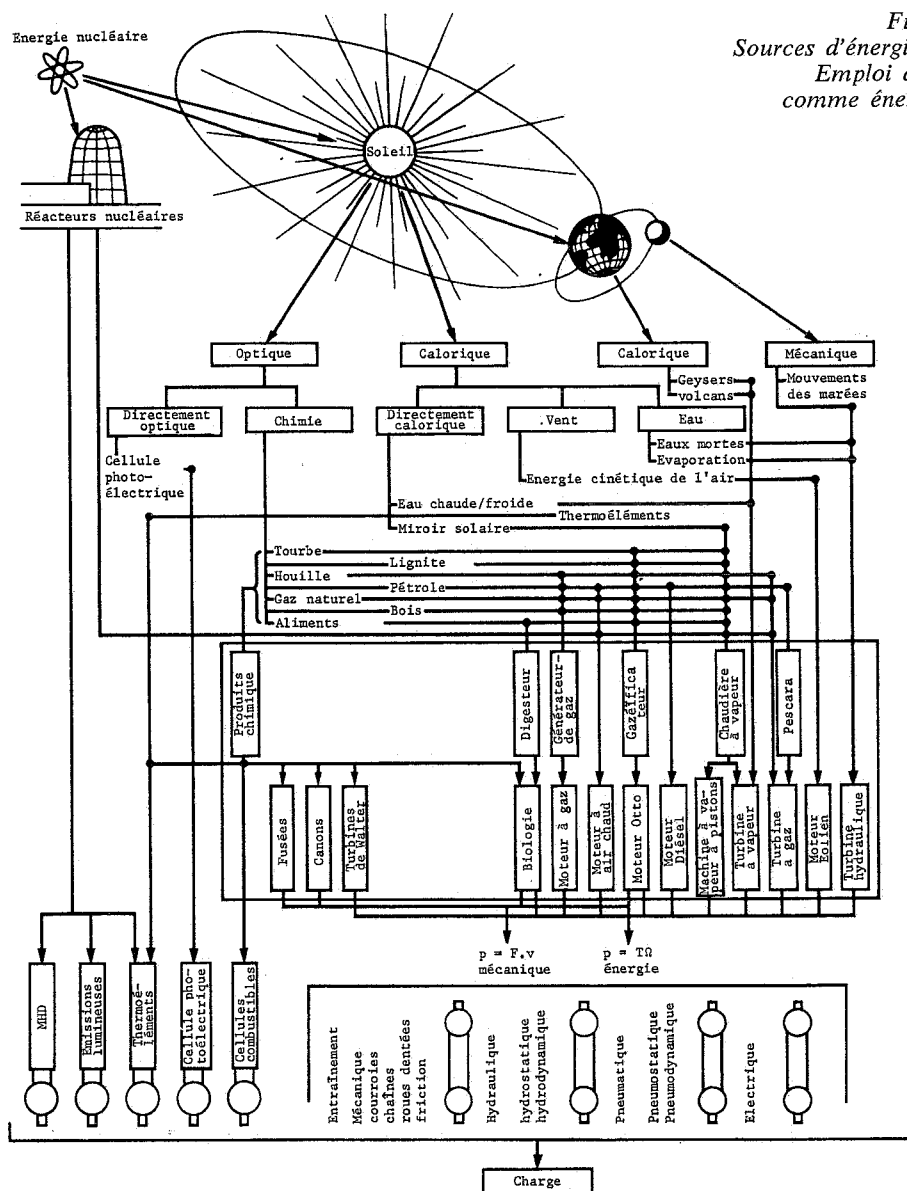 Energie nucléaire
Sources d'énergi
Emploi
comme éner
Soleil
Réacteurs nucléaires
Optique
Calorique
Calorique
Mécanique
Geysers
volcans
Mouvements
des marées
Directement
optique
Chimie
Directement
calorique
.Vent
Eau
Cellule
photo-
électrique
Eaux mortes
Evaporation
Energie cinétique de l'air
Eau chaude/froide
Thermoéléments
Miroir solaire
Tourbe
Lignite
Houille
Pétrole
Gaz naturel
Bois
Aliments
Produits
chimique
Digesteur
Générateur-
de gaz
Gazéifica
teur
Chaudière
à vapeur
Pescara
Fusées
Canons
Turbines
de Walter
Biologie
Moteur à gaz
Moteur à
air chaud
Moteur Otto
Moteur
Diésel
Machine à va-
peur à pistons
Turbine
à vapeur
Turbine
a gaz
Moteur
Eolien
Turbine
hydraulique
p = F.v
mécanique
p = TΩ
énergie
MHD
Emissions
lumineuses
Thermoé-
léments
Cellule pho-
toélectrique
Cellules
combustibles
Entraînement
Mécanique
courroies
chaînes
roues dentées
friction
Hydraulique
hydrostatique
hydrodynamique
Pneumatique
Pneumostatique
Pneumodynamique
Electrique
Charge